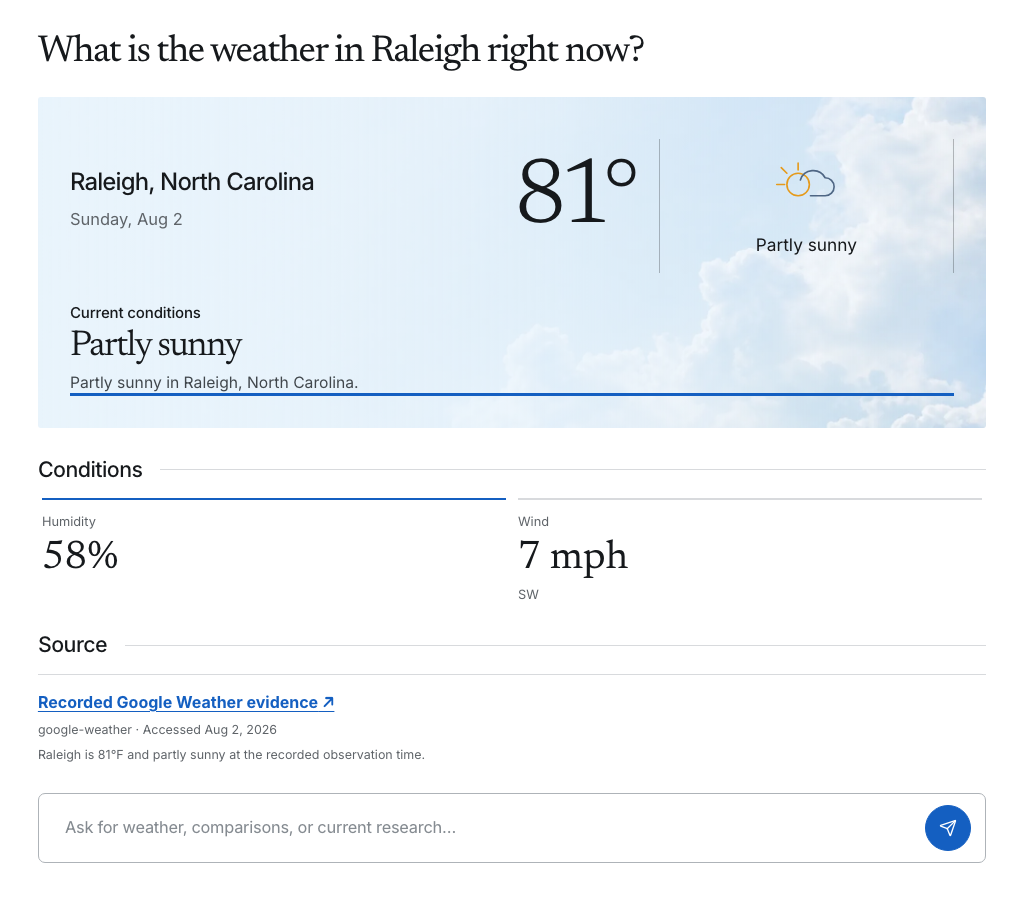 What is the weather in Raleigh right now?
Raleigh, North Carolina
Sunday, Aug 2
81°
Partly sunny
Current conditions
Partly sunny
Partly sunny in Raleigh, North Carolina.
Conditions
Humidity
58%
Wind
7 mph
SW
Source
Recorded Google Weather evidence ↗
google-weather · Accessed Aug 2, 2026
Raleigh is 81°F and partly sunny at the recorded observation time.
Ask for weather, comparisons, or current research...